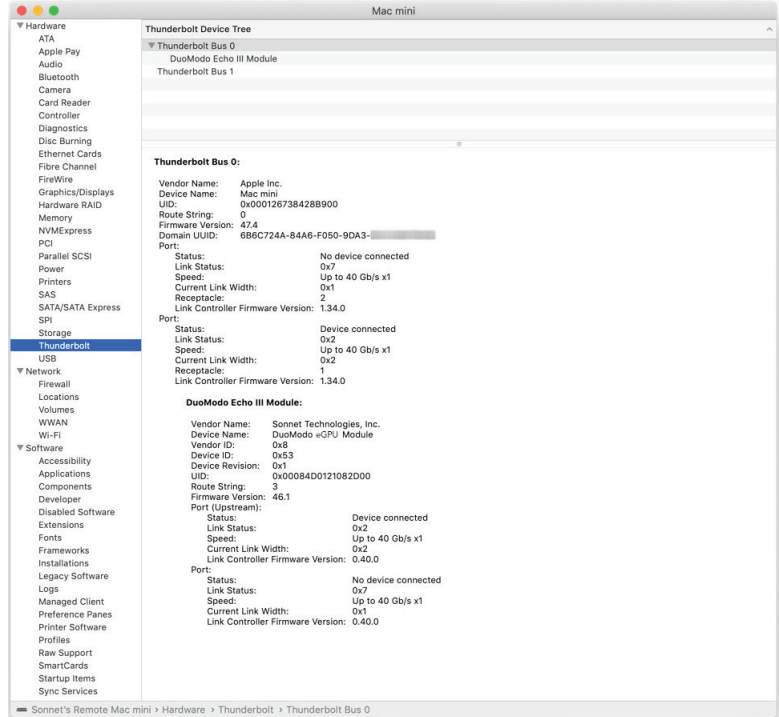 Mac mini
Hardware
ATA
Apple Pay
Audio
Bluetooth
Camera
Card Reader
Controller
Diagnostics
Disc Burning
Ethernet Cards
Fibre Channel
FireWire
Graphics/Displays
Hardware RAID
Memory
NVMExpress
PCI
Parallel SCSI
Power
Printers
SAS
SATA/SATA Express
SPI
Storage
Thunderbolt
USB
Network
Firewall
Locations
Volumes
WWAN
Wi-Fi
Software
Accessibility
Applications
Components
Developer
Disabled Software
Extensions
Fonts
Frameworks
Installations
Legacy Software
Logs
Managed Client
Preference Panes
Printer Software
Profiles
Raw Support
SmartCards
Startup Items
Sync Services
Thunderbolt Device Tree
Thunderbolt Bus 0
DuoModo Echo III Module
Thunderbolt Bus 1
Thunderbolt Bus 0:
Vendor Name: Apple Inc.
Device Name: Mac mini
UID: 0x000126738428B900
Route String: 0
Firmware Version: 47.4
Domain UUID: 6B6C724A-84A6-F050-9DA3-
Port:
Status: No device connected
Link Status: 0x7
Speed: Up to 40 Gb/s x1
Current Link Width: 0x1
Receptacle: 2
Link Controller Firmware Version: 1.34.0
Port:
Status: Device connected
Link Status: 0x2
Speed: Up to 40 Gb/s x1
Current Link Width: 0x2
Receptacle: 1
Link Controller Firmware Version: 1.34.0
DuoModo Echo III Module:
Vendor Name: Sonnet Technologies, Inc.
Device Name: DuoModo eGPU Module
Vendor ID: 0x8
Device ID: 0x53
Device Revision: 0x1
UID: 0x00084D0121082D00
Route String: 3
Firmware Version: 46.1
Port (Upstream):
Status: Device connected
Link Status: 0x2
Speed: Up to 40 Gb/s x1
Current Link Width: 0x2
Link Controller Firmware Version: 0.40.0
Port:
Status: No device connected
Link Status: 0x7
Speed: Up to 40 Gb/s x1
Current Link Width: 0x1
Link Controller Firmware Version: 0.40.0
Sonnet's Remote Mac mini › Hardware › Thunderbolt › Thunderbolt Bus 0